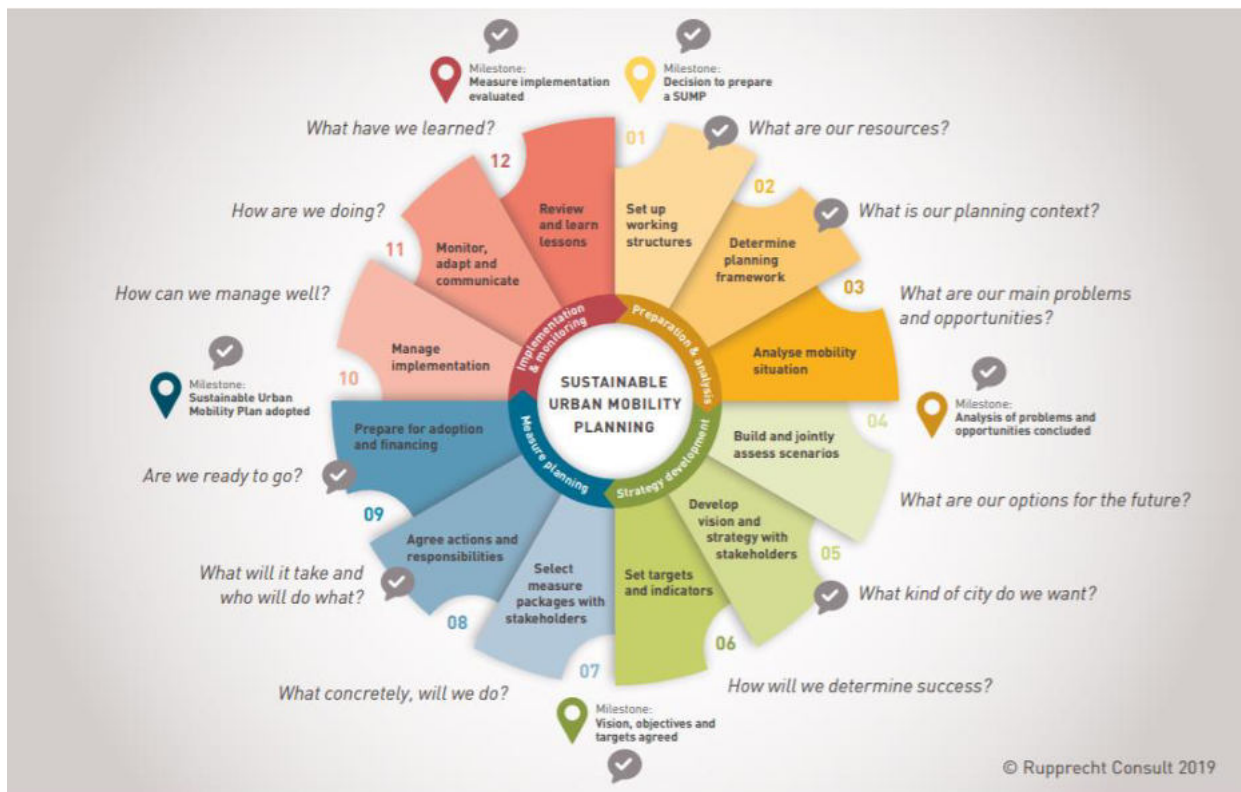 Milestone:
Measure implementation
evaluated
Milestone:
Decision to prepare
a SUMP
What have we learned?
What are our resources?
12
01
How are we doing?
02
What is our planning context?
11
Review
and learn
lessons
Set up
working
structures
Monitor,
adapt and
communicate
Determine
planning
framework
03
How can we manage well?
What are our main problems
and opportunities?
Manage
implementation
Analyse mobility
situation
Implementation
& monitoring
Preparation & analysis
10
Milestone:
Sustainable Urban
Mobility Plan adopted
SUSTAINABLE
URBAN MOBILITY
PLANNING
Milestone:
Analysis of problems and
opportunities concluded
04
Prepare for adoption
and financing
Build and jointly
assess scenarios
Measure planning
Strategy development
Are we ready to go?
What are our options for the future?
09
Agree actions and
responsibilities
Develop
vision and
strategy with
stakeholders
05
What will it take and
who will do what?
Select
measure
packages with
stakeholders
Set targets
and indicators
What kind of city do we want?
08
06
07
What concretely, will we do?
How will we determine success?
Milestone:
Vision, objectives and
targets agreed
© Rupprecht Consult 2019